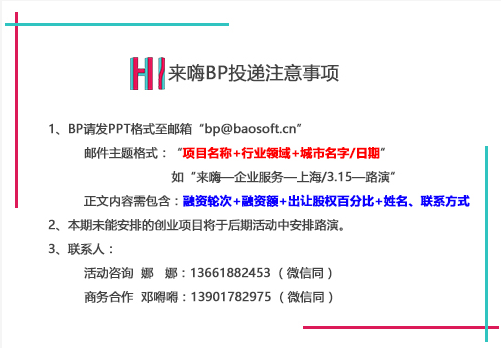 HI 来嗨BP投递注意事项
1、BP请发PPT格式至邮箱“bp@baosoft.cn”
邮件主题格式：“项目名称+行业领域+城市名字/日期”
如“来嗨—企业服务—上海/3.15—路演“
正文内容需包含：融资轮次+融资额+出让股权百分比+姓名、联系方式
2、本期未能安排的创业项目将于后期活动中安排路演。
3、联系人：
活动咨询 娜 娜：13661882453 （微信同）
商务合作 邓嘚嘚：13901782975 （微信同）